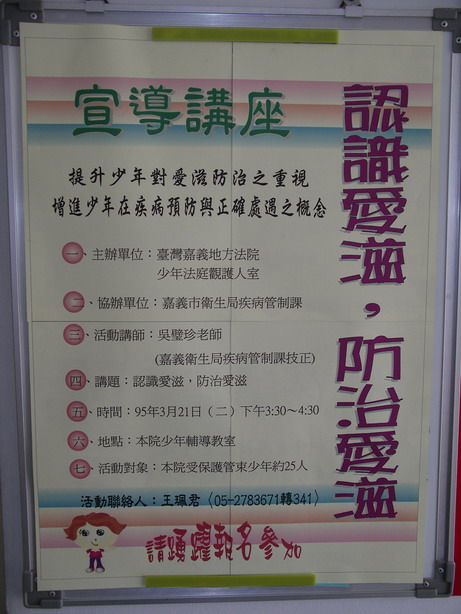 宣導講座
認識愛滋，防治愛滋
提升少年對愛滋防治之重視
增進少年在疾病預防與正確處遇之概念
一、主辦單位：臺灣嘉義地方法院
少年法庭觀護人室
二、協辦單位：嘉義市衛生局疾病管制課
三、活動講師：吳璧珍老師
(嘉義衛生局疾病管制課技正)
四、講題：認識愛滋，防治愛滋
五、時間：95年3月21日（二）下午3:30~4:30
六、地點：本院少年輔導教室
七、活動對象：本院受保護管束少年約25人
活動聯絡人：王珮君〈05-2783671轉341〉
請踴躍報名參加